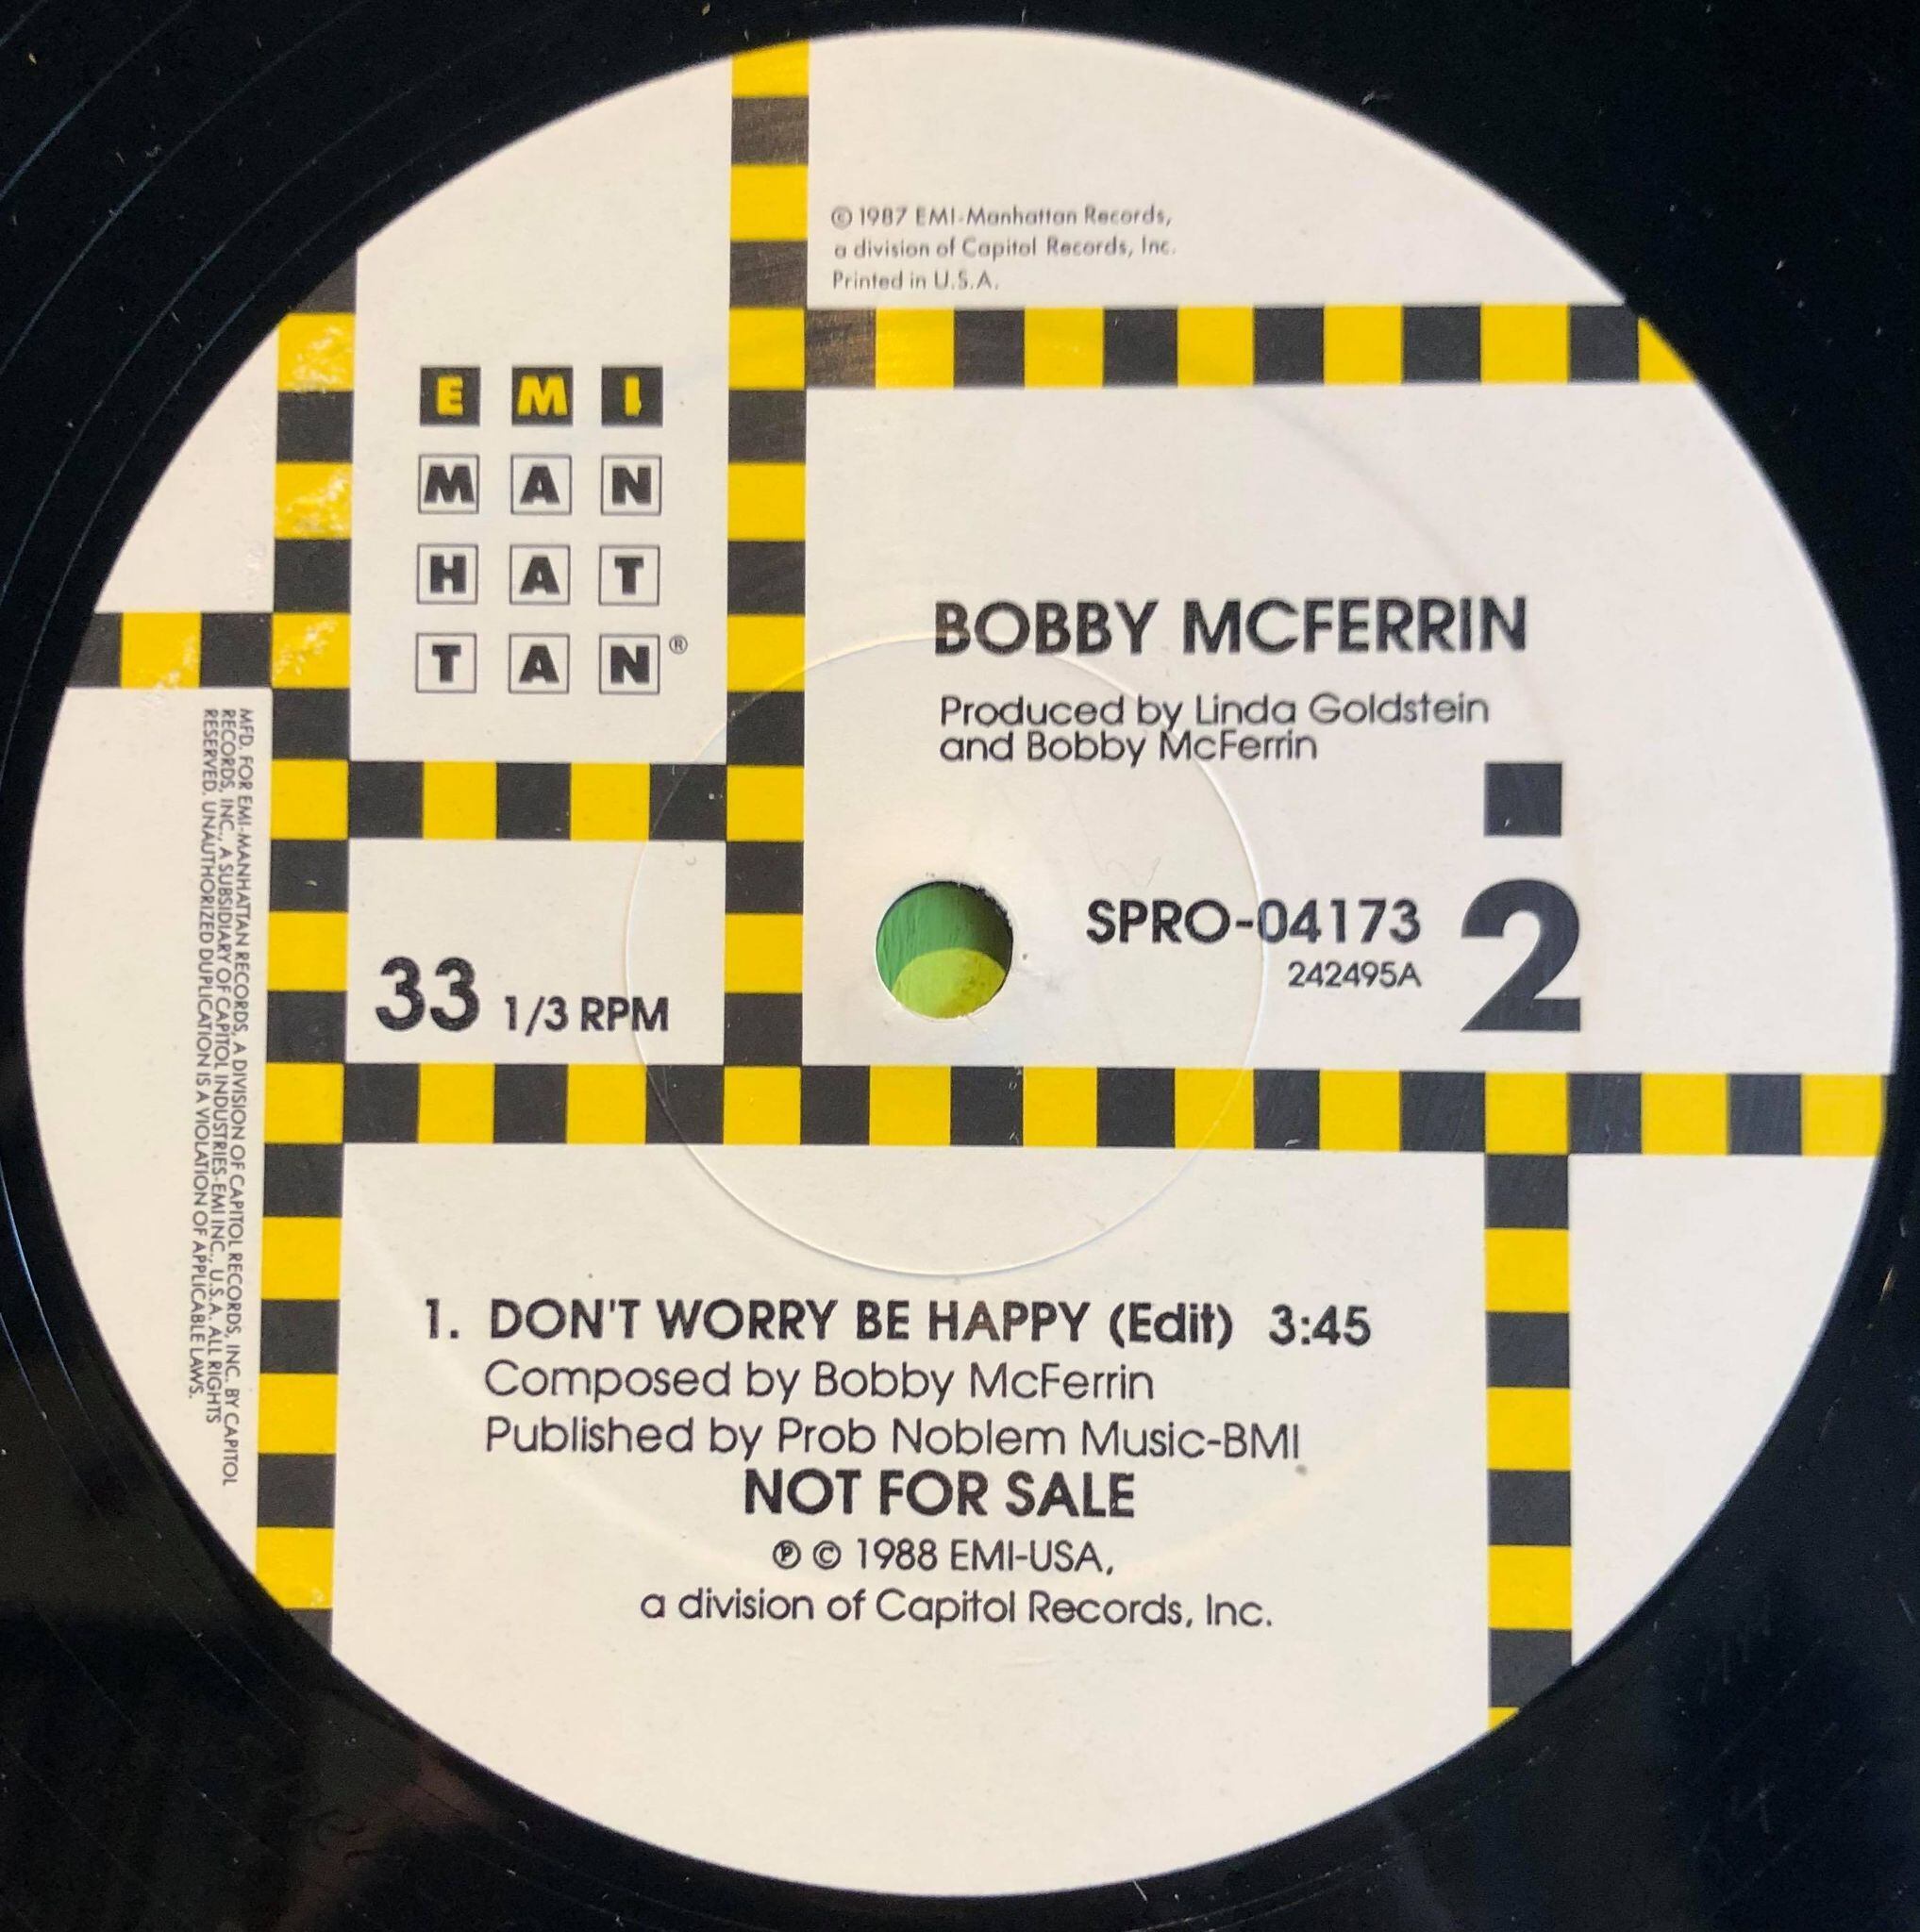 © 1987 EMI-Manhattan Records,
a division of Capitol Records, Inc.
Printed in U.S.A.
EMI
MAN
HAT
TAN®
BOBBY MCFERRIN
Produced by Linda Goldstein
and Bobby McFerrin
SPRO-04173
242495A
2
33 1/3 RPM
MFD. FOR EMI-MANHATTAN RECORDS, A DIVISION OF CAPITOL RECORDS, INC. BY CAPITOL
RECORDS, INC., A SUBSIDIARY OF CAPITOL INDUSTRIES-EMI INC., U.S.A. ALL RIGHTS
RESERVED. UNAUTHORIZED DUPLICATION IS A VIOLATION OF APPLICABLE LAWS.
1. DON'T WORRY BE HAPPY (Edit) 3:45
Composed by Bobby McFerrin
Published by Prob Noblem Music-BMI
NOT FOR SALE
℗ © 1988 EMI-USA,
a division of Capitol Records, Inc.